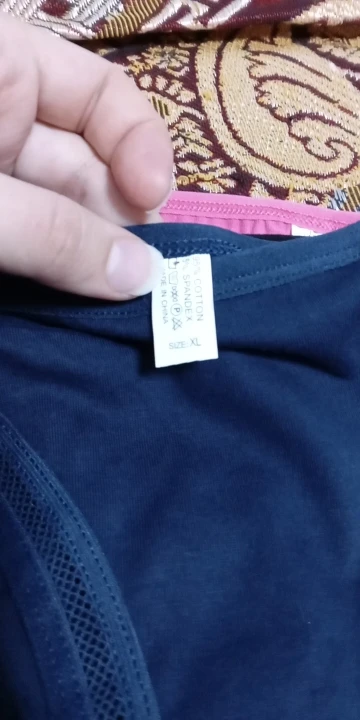 % COTTON
% SPANDEX
IN CHINA
SIZE: XL